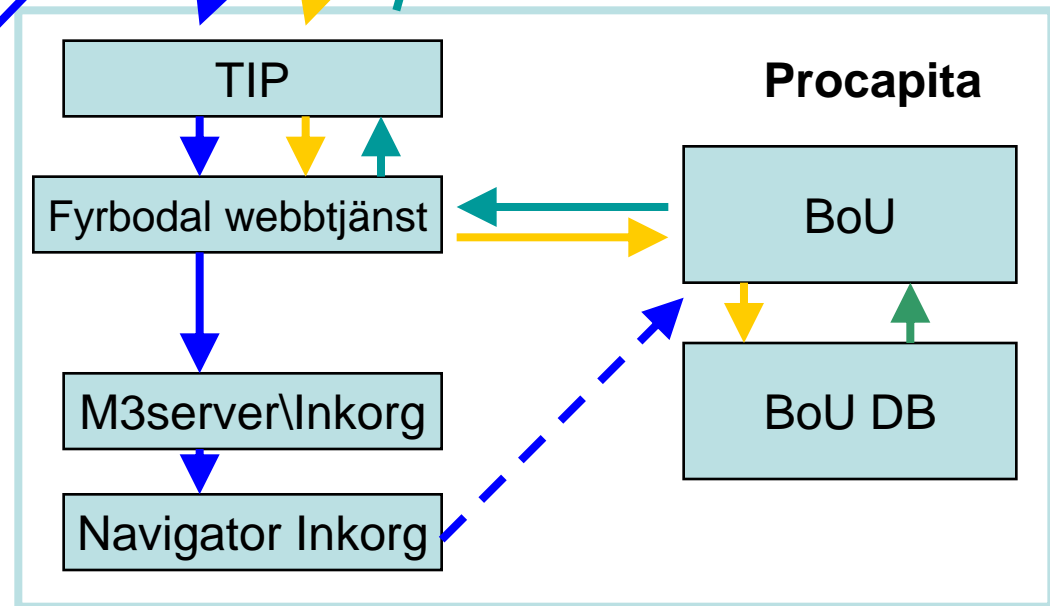 TIP
Procapita
Fyrbodal webbtjänst
BoU
M3server\Inkorg
BoU DB
Navigator Inkorg